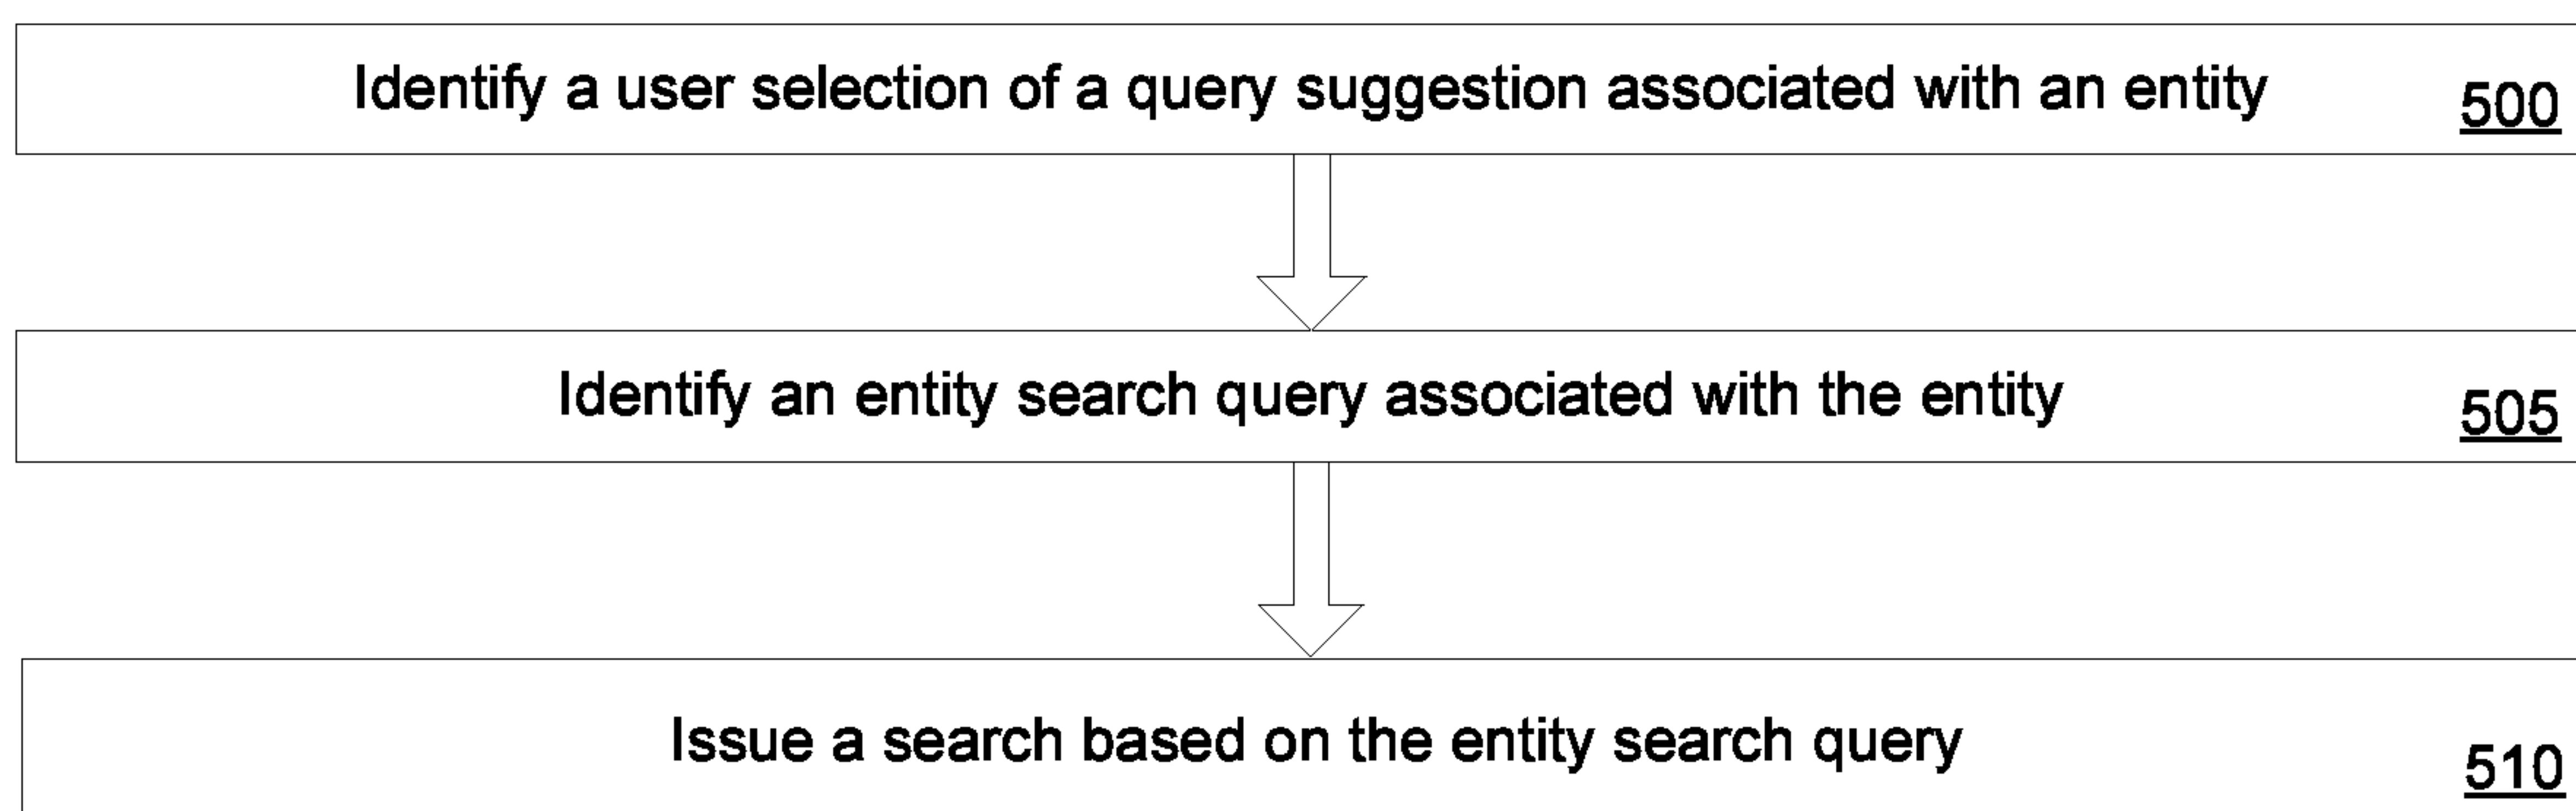 Identify a user selection of a query suggestion associated with an entity 500
Identify an entity search query associated with the entity 505
Issue a search based on the entity search query 510